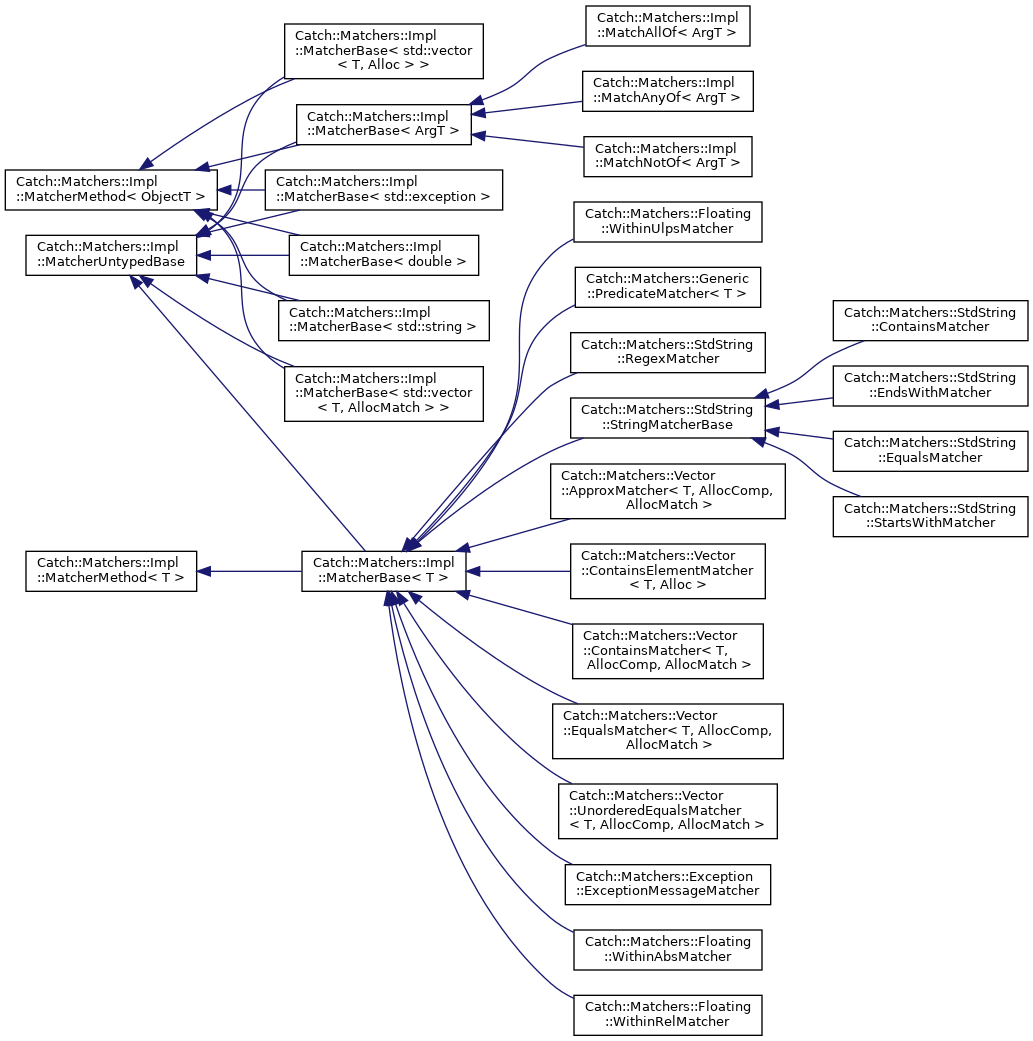 Catch::Matchers::Impl
::MatcherMethod< ObjectT >
Catch::Matchers::Impl
::MatcherUntypedBase
Catch::Matchers::Impl
::MatcherMethod< T >
Catch::Matchers::Impl
::MatcherBase< std::vector
< T, Alloc > >
Catch::Matchers::Impl
::MatcherBase< ArgT >
Catch::Matchers::Impl
::MatcherBase< std::exception >
Catch::Matchers::Impl
::MatcherBase< double >
Catch::Matchers::Impl
::MatcherBase< std::string >
Catch::Matchers::Impl
::MatcherBase< std::vector
< T, AllocMatch > >
Catch::Matchers::Impl
::MatcherBase< T >
Catch::Matchers::Impl
::MatchAllOf< ArgT >
Catch::Matchers::Impl
::MatchAnyOf< ArgT >
Catch::Matchers::Impl
::MatchNotOf< ArgT >
Catch::Matchers::Floating
::WithinUlpsMatcher
Catch::Matchers::Generic
::PredicateMatcher< T >
Catch::Matchers::StdString
::RegexMatcher
Catch::Matchers::StdString
::StringMatcherBase
Catch::Matchers::Vector
::ApproxMatcher< T, AllocComp,
AllocMatch >
Catch::Matchers::Vector
::ContainsElementMatcher
< T, Alloc >
Catch::Matchers::Vector
::ContainsMatcher< T,
AllocComp, AllocMatch >
Catch::Matchers::Vector
::EqualsMatcher< T, AllocComp,
AllocMatch >
Catch::Matchers::Vector
::UnorderedEqualsMatcher
< T, AllocComp, AllocMatch >
Catch::Matchers::Exception
::ExceptionMessageMatcher
Catch::Matchers::Floating
::WithinAbsMatcher
Catch::Matchers::Floating
::WithinRelMatcher
Catch::Matchers::StdString
::ContainsMatcher
Catch::Matchers::StdString
::EndsWithMatcher
Catch::Matchers::StdString
::EqualsMatcher
Catch::Matchers::StdString
::StartsWithMatcher